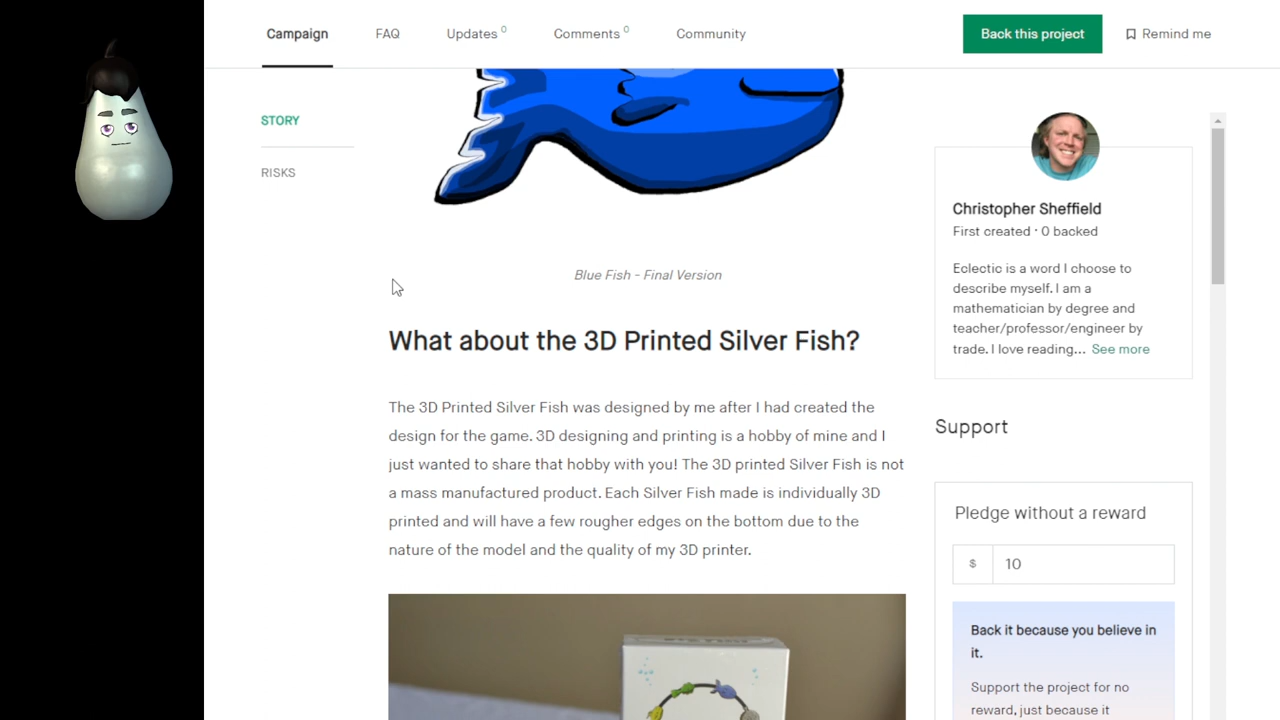 Campaign
FAQ
Updates 0
Comments 0
Community
Back this project
Remind me
STORY
RISKS
Blue Fish - Final Version
What about the 3D Printed Silver Fish?
The 3D Printed Silver Fish was designed by me after I had created the
design for the game. 3D designing and printing is a hobby of mine and I
just wanted to share that hobby with you! The 3D printed Silver Fish is not
a mass manufactured product. Each Silver Fish made is individually 3D
printed and will have a few rougher edges on the bottom due to the
nature of the model and the quality of my 3D printer.
Christopher Sheffield
First created · 0 backed
Eclectic is a word I choose to
describe myself. I am a
mathematician by degree and
teacher/professor/engineer by
trade. I love reading... See more
Support
Pledge without a reward
$ 10
Back it because you believe in
it.
Support the project for no
reward, just because it